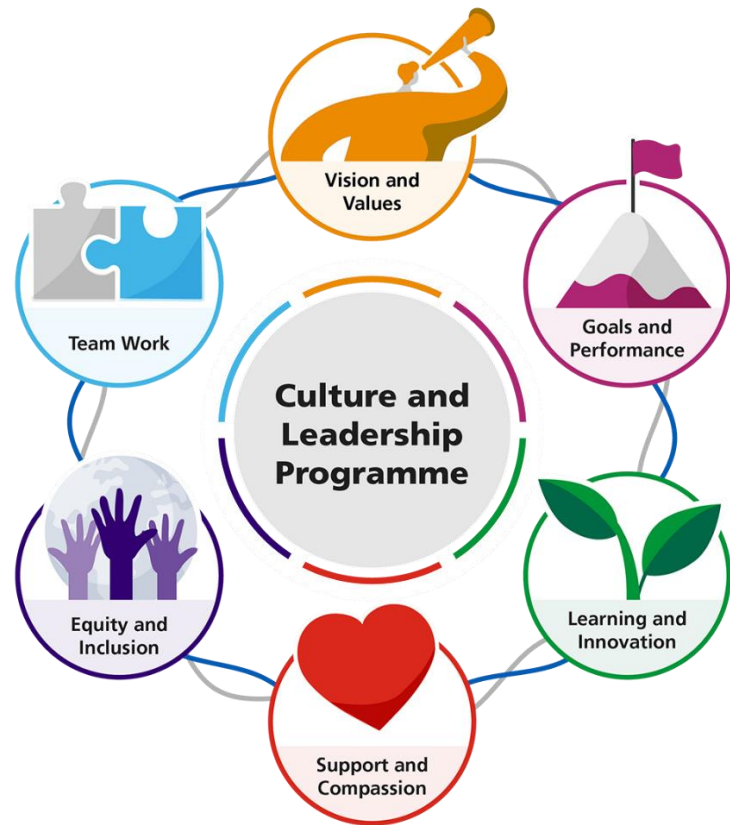 Vision and
Values
Goals and
Performance
Learning and
Innovation
Support and
Compassion
Equity and
Inclusion
Team Work
Culture and
Leadership
Programme